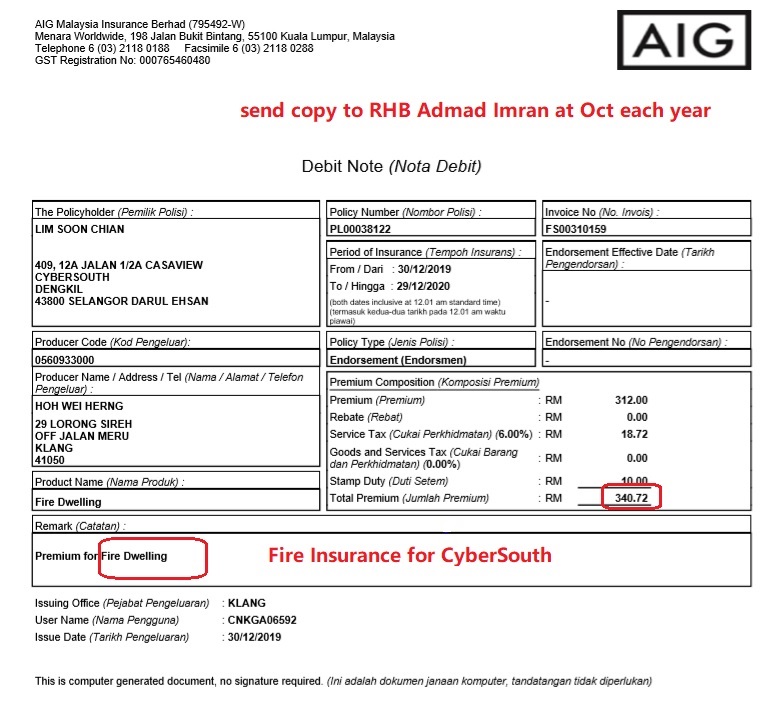 AIG Malaysia Insurance Berhad (795492-W)
Menara Worldwide, 198 Jalan Bukit Bintang, 55100 Kuala Lumpur, Malaysia
Telephone 6 (03) 2118 0188 Facsimile 6 (03) 2118 0288
GST Registration No: 000765460480
AIG
send copy to RHB Admad Imran at Oct each year
Debit Note (Nota Debit)
The Policyholder (Pemilik Polisi) :
LIM SOON CHIAN
409, 12A JALAN 1/2A CASAVIEW
CYBERSOUTH
DENGKIL
43800 SELANGOR DARUL EHSAN
Policy Number (Nombor Polisi) :
PL00038122
Invoice No (No. Invois) :
FS00310159
Period of Insurance (Tempoh Insurans) :
From / Dari : 30/12/2019
To / Hingga : 29/12/2020
(both dates inclusive at 12.01 am standard time)
(termasuk kedua-dua tarikh pada 12.01 am waktu
piawai)
Endorsement Effective Date (Tarikh
Pengendorsan) :
-
Producer Code (Kod Pengeluar):
0560933000
Policy Type (Jenis Polisi) :
Endorsement (Endorsmen)
Endorsement No (No Pengendorsan) :
-
Producer Name / Address / Tel (Nama / Alamat / Telefon
Pengeluar) :
HOH WEI HERNG
29 LORONG SIREH
OFF JALAN MERU
KLANG
41050
Product Name (Nama Produk) :
Fire Dwelling
Premium Composition (Komposisi Premium)
Premium (Premium) : RM 312.00
Rebate (Rebat) : RM 0.00
Service Tax (Cukai Perkhidmatan) (6.00%) : RM 18.72
Goods and Services Tax (Cukai Barang
dan Perkhidmatan) (0.00%) : RM 0.00
Stamp Duty (Duti Setem) : RM 10.00
Total Premium (Jumlah Premium) : RM 340.72
Remark (Catatan) :
Premium for Fire Dwelling
Fire Insurance for CyberSouth
Issuing Office (Pejabat Pengeluaran) : KLANG
User Name (Nama Pengguna) : CNKGA06592
Issue Date (Tarikh Pengeluaran) : 30/12/2019
This is computer generated document, no signature required. (Ini adalah dokumen janaan komputer, tandatangan tidak diperlukan)